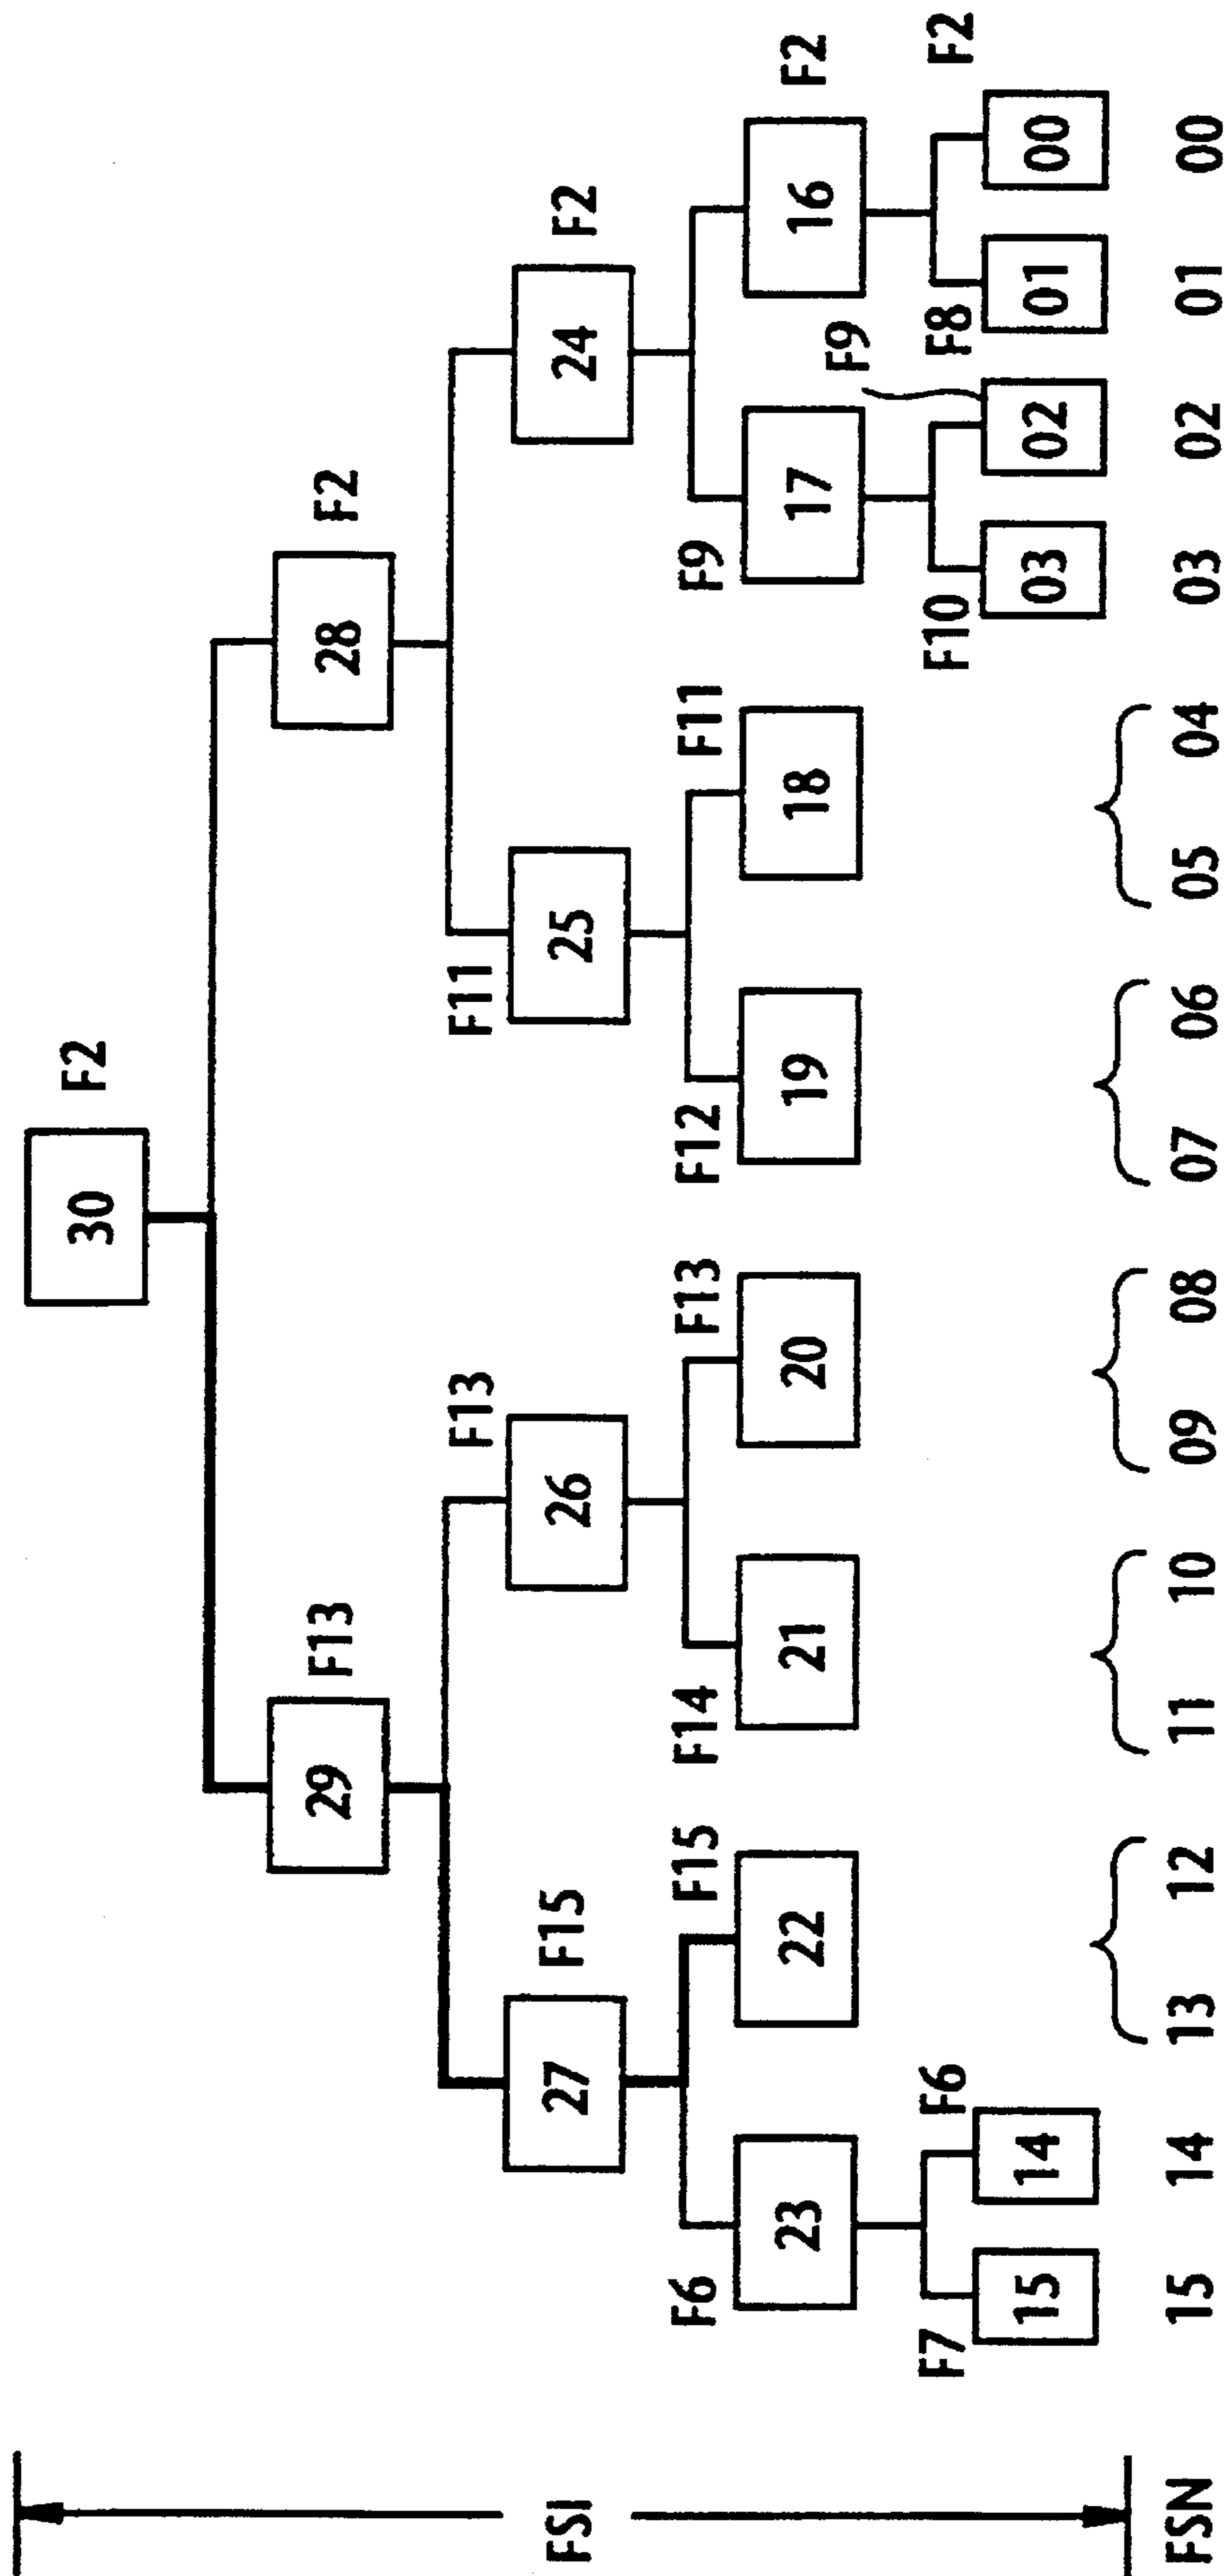 30 F2
29 F13
28 F2
27 F15
26 F13
F11 25
24 F2
F6 23
22 F15
F14 21
20 F13
F12 19
18 F11
F9 17
16 F2
F7 15
14 F6
F10 03
02 F9
F8 01
00 F2
FSI
FSN 15 14 13 12 11 10 09 08 07 06 05 04 03 02 01 00